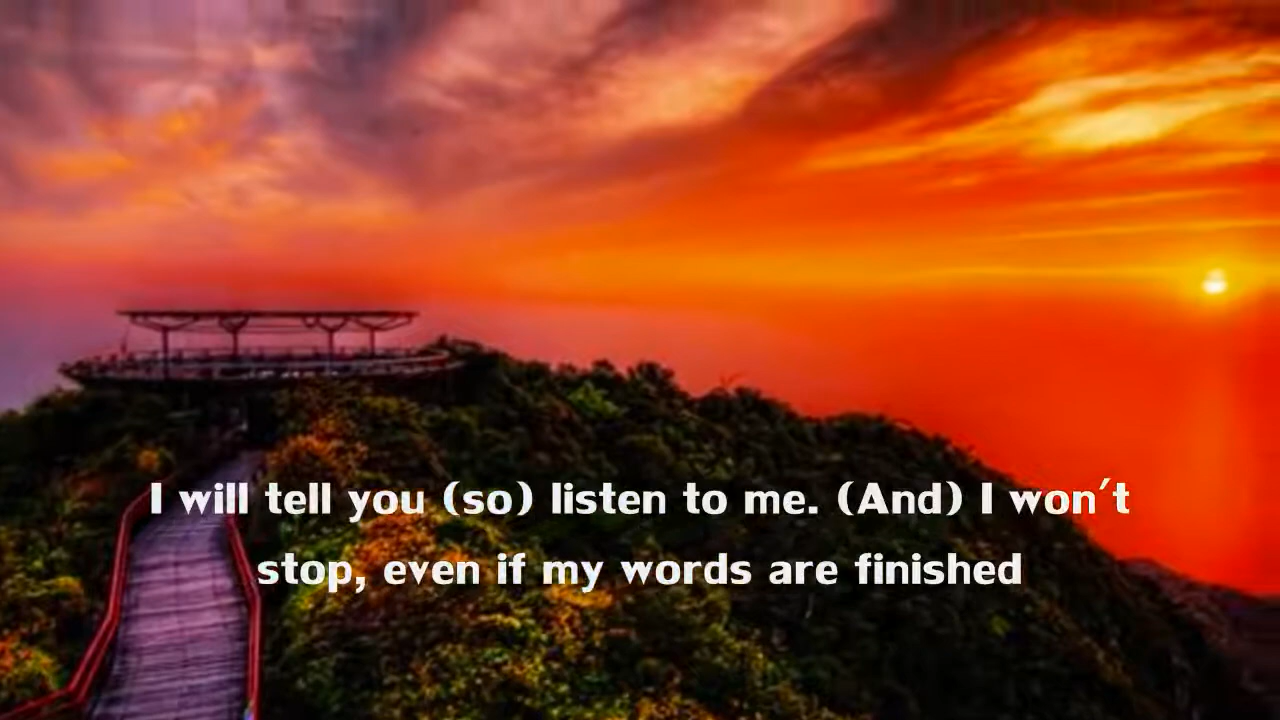 I will tell you (so) listen to me. (And) I won't
stop, even if my words are finished